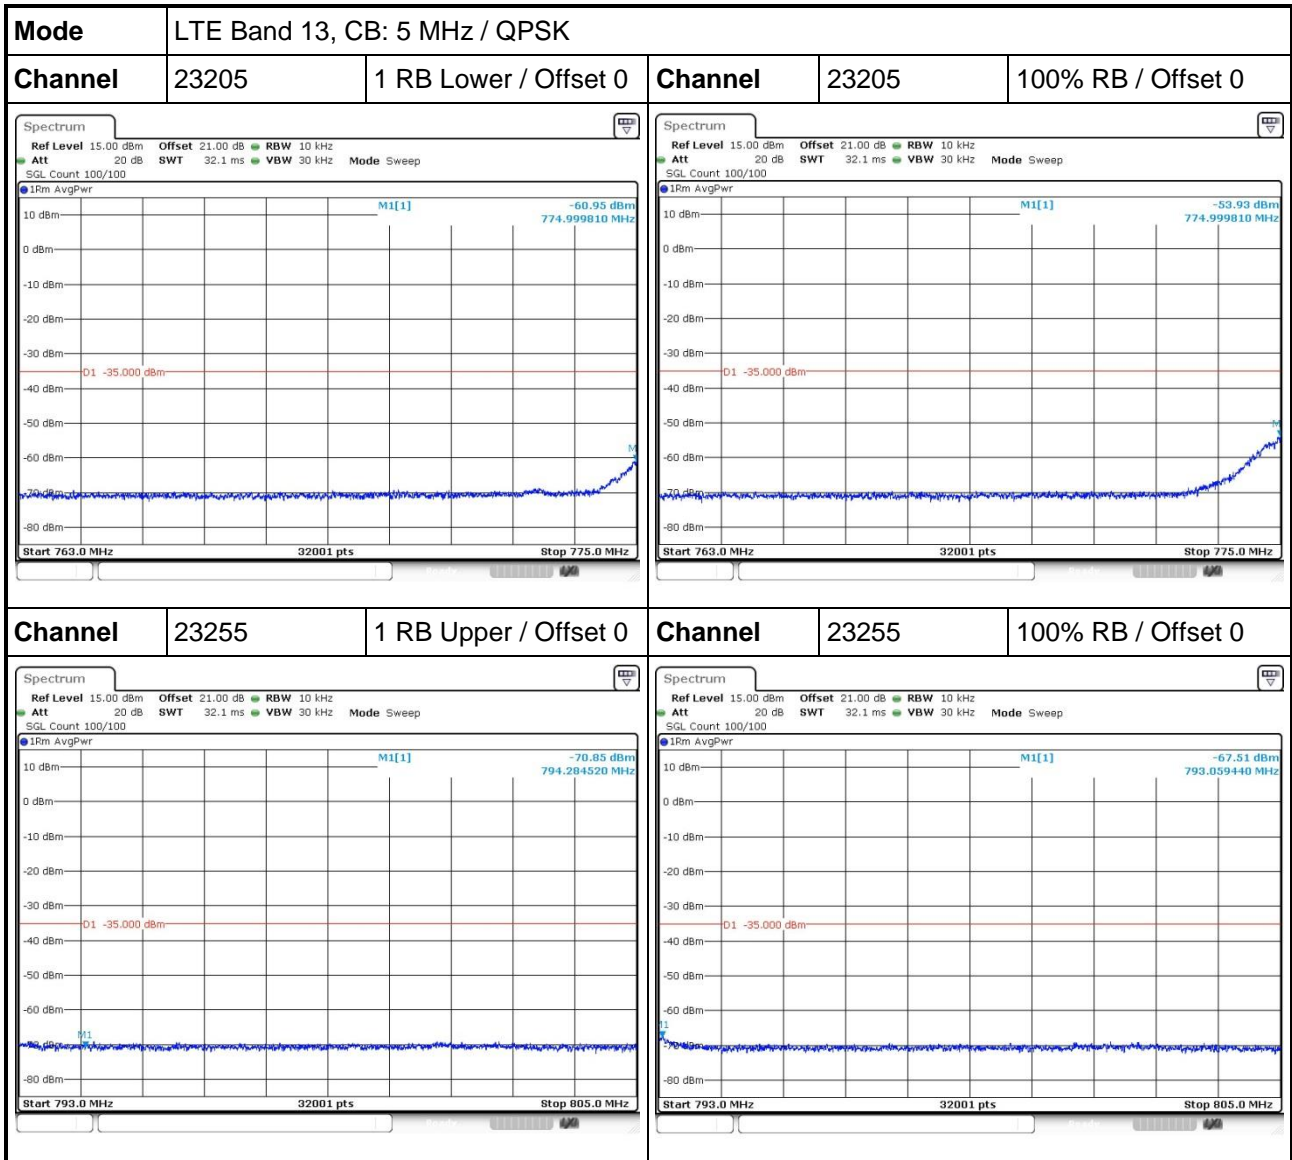 Mode LTE Band 13, CB: 5 MHz / QPSK
Channel 23205 1 RB Lower / Offset 0 Channel 23205 100% RB / Offset 0
Spectrum
Ref Level 15.00 dBm Offset 21.00 dB RBW 10 kHz
Att 20 dB SWT 32.1 ms VBW 30 kHz Mode Sweep
SGL Count 100/100
1Rm AvgPwr
M1[1] -60.95 dBm
774.999810 MHz
10 dBm
0 dBm
-10 dBm
-20 dBm
-30 dBm
D1 -35.000 dBm
-40 dBm
-50 dBm
-60 dBm
-70 dBm
-80 dBm
Start 763.0 MHz 32001 pts Stop 775.0 MHz
Spectrum
Ref Level 15.00 dBm Offset 21.00 dB RBW 10 kHz
Att 20 dB SWT 32.1 ms VBW 30 kHz Mode Sweep
SGL Count 100/100
1Rm AvgPwr
M1[1] -53.93 dBm
774.999810 MHz
10 dBm
0 dBm
-10 dBm
-20 dBm
-30 dBm
D1 -35.000 dBm
-40 dBm
-50 dBm
-60 dBm
-70 dBm
-80 dBm
Start 763.0 MHz 32001 pts Stop 775.0 MHz
Channel 23255 1 RB Upper / Offset 0 Channel 23255 100% RB / Offset 0
Spectrum
Ref Level 15.00 dBm Offset 21.00 dB RBW 10 kHz
Att 20 dB SWT 32.1 ms VBW 30 kHz Mode Sweep
SGL Count 100/100
1Rm AvgPwr
M1[1] -70.85 dBm
794.284520 MHz
10 dBm
0 dBm
-10 dBm
-20 dBm
-30 dBm
D1 -35.000 dBm
-40 dBm
-50 dBm
-60 dBm
M1
-70 dBm
-80 dBm
Start 793.0 MHz 32001 pts Stop 805.0 MHz
Spectrum
Ref Level 15.00 dBm Offset 21.00 dB RBW 10 kHz
Att 20 dB SWT 32.1 ms VBW 30 kHz Mode Sweep
SGL Count 100/100
1Rm AvgPwr
M1[1] -67.51 dBm
793.059440 MHz
10 dBm
0 dBm
-10 dBm
-20 dBm
-30 dBm
D1 -35.000 dBm
-40 dBm
-50 dBm
-60 dBm
-70 dBm
-80 dBm
Start 793.0 MHz 32001 pts Stop 805.0 MHz